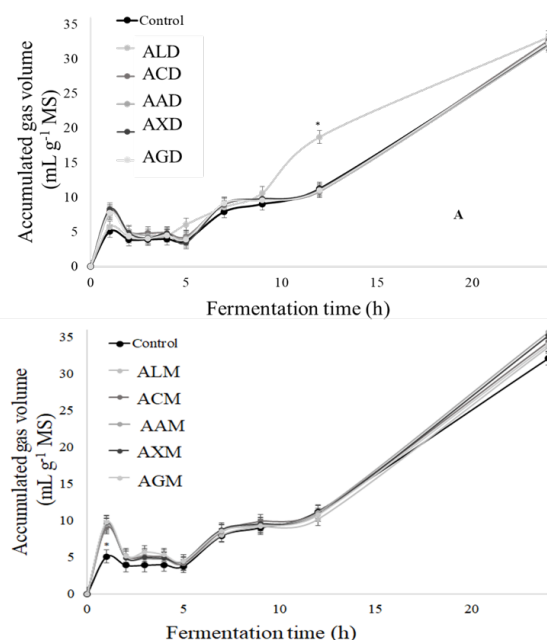 35
30
25
20
15
10
5
0
Accumulated gas volume
(mL g-1 MS)
Control
ALD
ACD
AAD
AXD
AGD
*
A
0 5 10 15 20
Fermentation time (h)
35
30
25
20
15
10
5
0
Accumulated gas volume
(mL g-1 MS)
Control
ALM
ACM
AAM
AXM
AGM
*
0 5 10 15 20
Fermentation time (h)